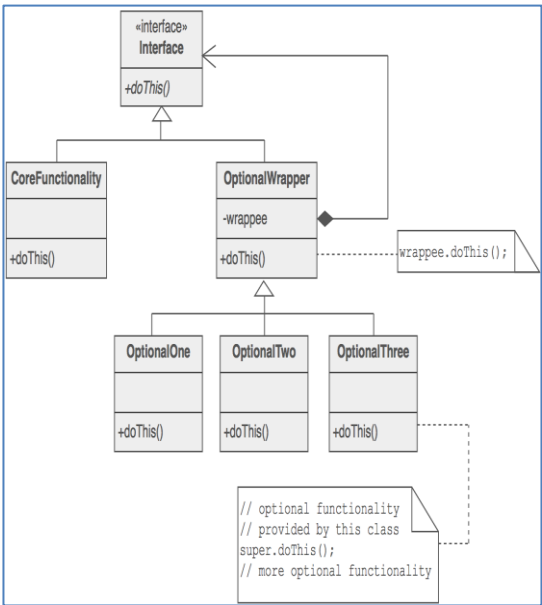 «interface»
Interface
+doThis()
CoreFunctionality
+doThis()
OptionalWrapper
-wrappee
+doThis()
wrappee.doThis();
OptionalOne
+doThis()
OptionalTwo
+doThis()
OptionalThree
+doThis()
// optional functionality
// provided by this class
super.doThis();
// more optional functionality